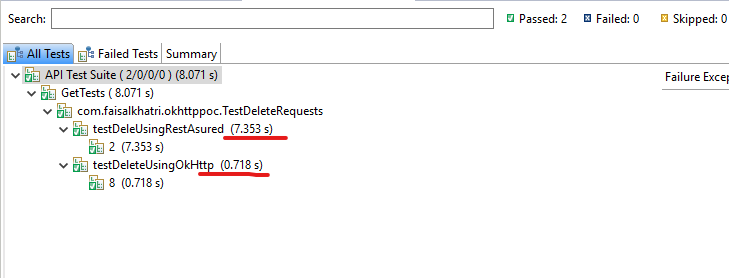 Search: Passed: 2 Failed: 0 Skipped: 0
All Tests Failed Tests Summary
API Test Suite ( 2/0/0/0 ) (8.071 s) Failure Excep
GetTests ( 8.071 s)
com.faisalkhatri.okhttppoc.TestDeleteRequests
testDeleUsingRestAsured (7.353 s)
2 (7.353 s)
testDeleteUsingOkHttp (0.718 s)
8 (0.718 s)